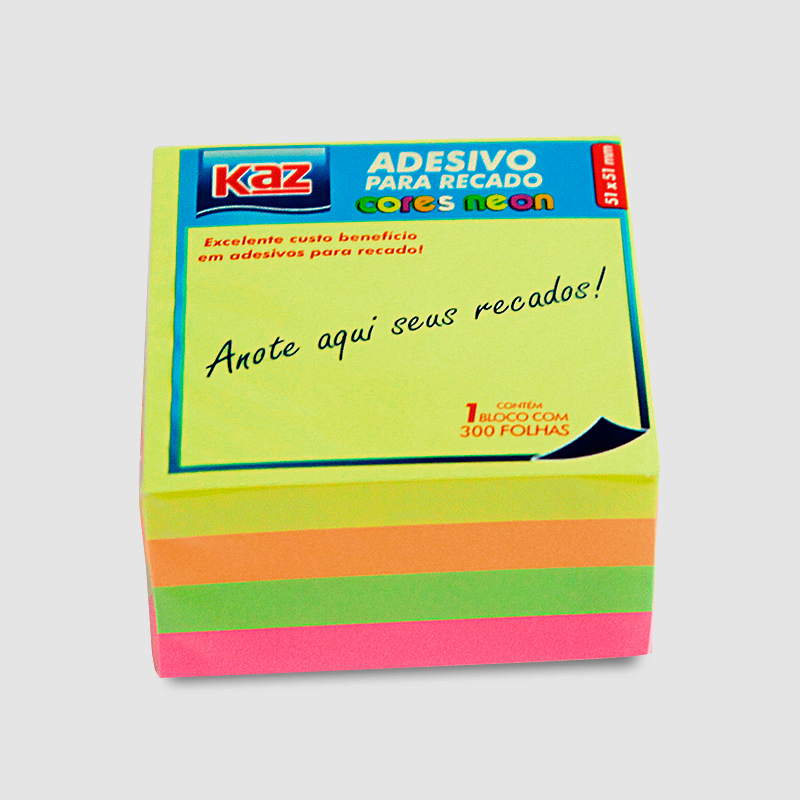 Kaz
ADESIVO
PARA RECADO
cores neon
51 x 51 mm
Excelente custo benefício
em adesivos para recado!
Anote aqui seus recados!
1 CONTÉM
BLOCO COM
300 FOLHAS